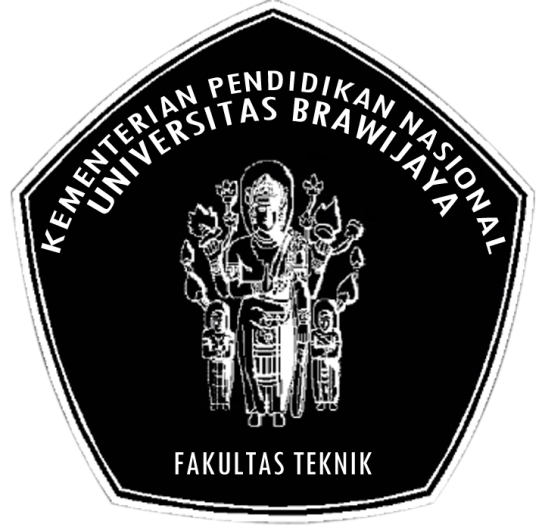 KEMENTERIAN PENDIDIKAN NASIONAL
UNIVERSITAS BRAWIJAYA
FAKULTAS TEKNIK